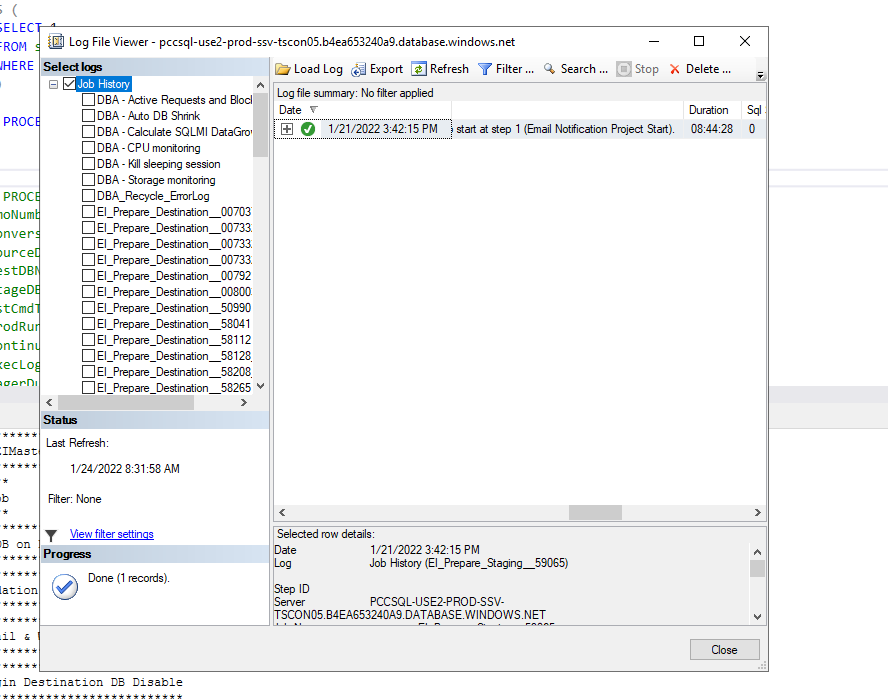 S (
SELECT 1
FROM s
WHERE
)
PROCE
PROCE
noNumb
onvers
ourceD
estDBN
tageDB
stCmdT
rodRun
ontinu
xecLog
agerDu
Log File Viewer - pccsql-use2-prod-ssv-tscon05.b4ea653240a9.database.windows.net
Select logs
Job History
DBA - Active Requests and Block
DBA - Auto DB Shrink
DBA - Calculate SQLMI DataGrow
DBA - CPU monitoring
DBA - Kill sleeping session
DBA - Storage monitoring
DBA_Recycle_ErrorLog
EI_Prepare_Destination__00703
EI_Prepare_Destination__00733
EI_Prepare_Destination__00733
EI_Prepare_Destination__00733
EI_Prepare_Destination__00792
EI_Prepare_Destination__00803
EI_Prepare_Destination__50990
EI_Prepare_Destination__58041
EI_Prepare_Destination__58112
EI_Prepare_Destination__58128
EI_Prepare_Destination__58208
EI_Prepare_Destination__58265
Status
Last Refresh:
1/24/2022 8:31:58 AM
Filter: None
View filter settings
Progress
Done (1 records).
Load Log Export Refresh Filter ... Search ... Stop Delete ...
Log file summary: No filter applied
Date Duration Sql
1/21/2022 3:42:15 PM start at step 1 (Email Notification Project Start). 08:44:28 0
Selected row details:
Date 1/21/2022 3:42:15 PM
Log Job History (EI_Prepare_Staging__59065)
Step ID
Server PCCSQL-USE2-PROD-SSV-
TSCON05.B4EA653240A9.DATABASE.WINDOWS.NET
Close
******
EIMast
******
**
ob
**
******
DB on
******
******
dation
******
******
ail & U
******
******
gin Destination DB Disable
************************